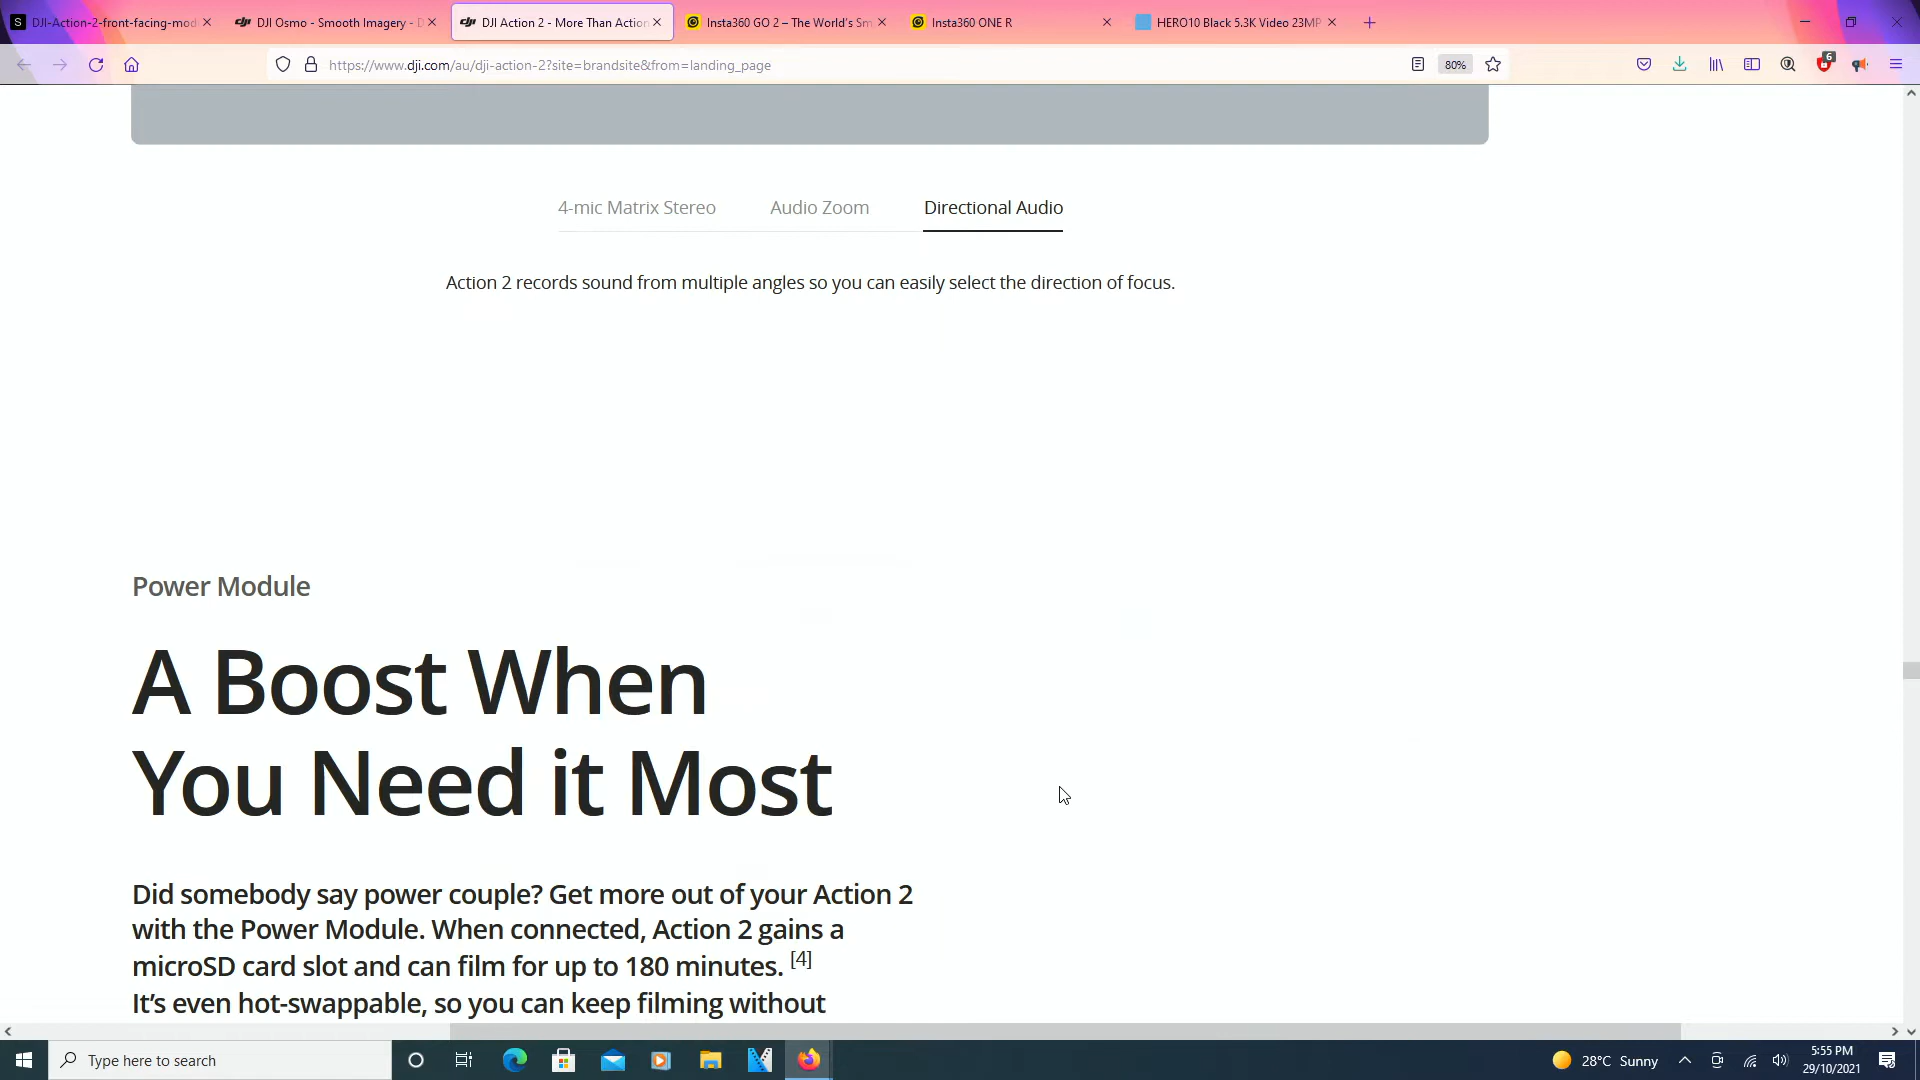 DJI-Action-2-front-facing-mod
DJI Osmo - Smooth Imagery - D
DJI Action 2 - More Than Action
Insta360 GO 2 – The World's Sm
Insta360 ONE R
HERO10 Black 5.3K Video 23MP
https://www.dji.com/au/dji-action-2?site=brandsite&from=landing_page
80%
6
4-mic Matrix Stereo
Audio Zoom
Directional Audio
Action 2 records sound from multiple angles so you can easily select the direction of focus.
Power Module
A Boost When
You Need it Most
Did somebody say power couple? Get more out of your Action 2
with the Power Module. When connected, Action 2 gains a
microSD card slot and can film for up to 180 minutes. [4]
It's even hot-swappable, so you can keep filming without
Type here to search
28°C Sunny
5:55 PM
29/10/2021